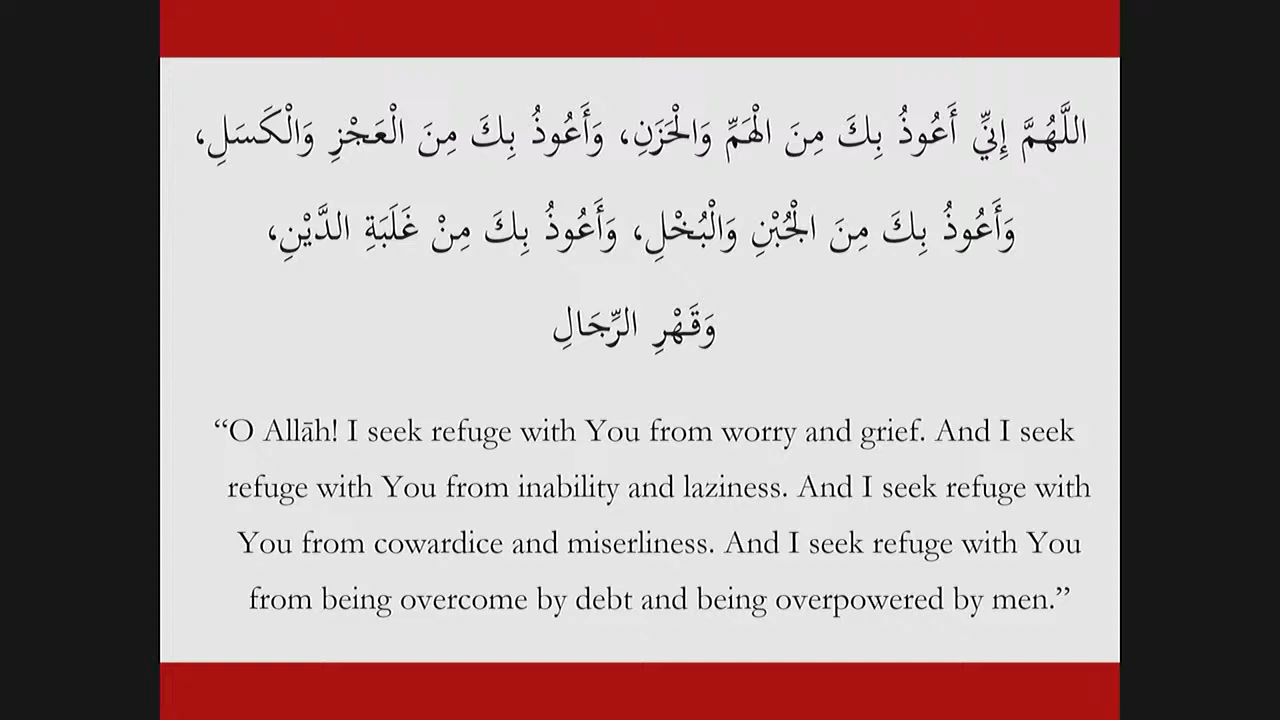 اللَّهُمَّ إِنِّي أَعُوذُ بِكَ مِنَ الْهَمِّ وَالْحَزَنِ، وَأَعُوذُ بِكَ مِنَ الْعَجْزِ وَالْكَسَلِ،
وَأَعُوذُ بِكَ مِنَ الْجُبْنِ وَالْبُخْلِ، وَأَعُوذُ بِكَ مِنْ غَلَبَةِ الدَّيْنِ،
وَقَهْرِ الرِّجَالِ
“O Allāh! I seek refuge with You from worry and grief. And I seek
refuge with You from inability and laziness. And I seek refuge with
You from cowardice and miserliness. And I seek refuge with You
from being overcome by debt and being overpowered by men.”